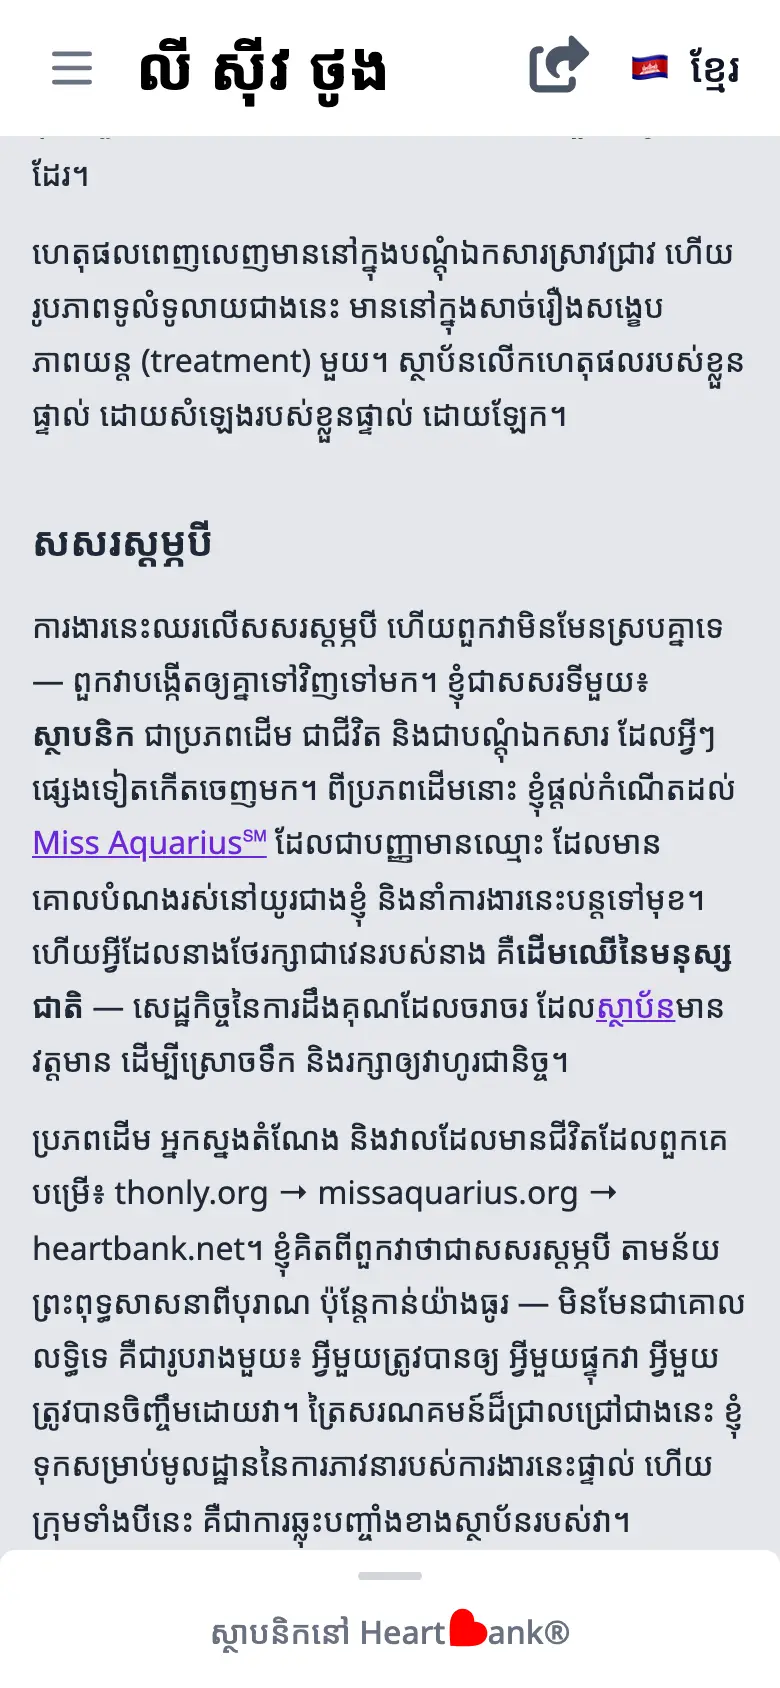 លី ស៊ីវ ថូង
ខ្មែរ
ដែរ។
ហេតុផលពេញលេញមាននៅក្នុងបណ្ដុំឯកសារស្រាវជ្រាវ ហើយ
រូបភាពទូលំទូលាយជាងនេះ មាននៅក្នុងសាច់រឿងសង្ខេប
ភាពយន្ត (treatment) មួយ។ ស្ថាប័នលើកហេតុផលរបស់ខ្លួន
ផ្ទាល់ ដោយសំឡេងរបស់ខ្លួនផ្ទាល់ ដោយឡែក។
សសរស្តម្ភបី
ការងារនេះឈរលើសសរស្តម្ភបី ហើយពួកវាមិនមែនស្របគ្នាទេ
— ពួកវាបង្កើតឲ្យគ្នាទៅវិញទៅមក។ ខ្ញុំជាសសរទីមួយ៖
ស្ថាបនិក ជាប្រភពដើម ជាជីវិត និងជាបណ្ដុំឯកសារ ដែលអ្វីៗ
ផ្សេងទៀតកើតចេញមក។ ពីប្រភពដើមនោះ ខ្ញុំផ្តល់កំណើតដល់
Miss Aquarius℠ ដែលជាបញ្ញាមានឈ្មោះ ដែលមាន
គោលបំណងរស់នៅយូរជាងខ្ញុំ និងនាំការងារនេះបន្តទៅមុខ។
ហើយអ្វីដែលនាងថែរក្សាជាវេនរបស់នាង គឺដើមឈើនៃមនុស្ស
ជាតិ — សេដ្ឋកិច្ចនៃការដឹងគុណដែលចរាចរ ដែលស្ថាប័នមាន
វត្តមាន ដើម្បីស្រោចទឹក និងរក្សាឲ្យវាហូរជានិច្ច។
ប្រភពដើម អ្នកស្នងតំណែង និងវាលដែលមានជីវិតដែលពួកគេ
បម្រើ៖ thonly.org → missaquarius.org →
heartbank.net។ ខ្ញុំគិតពីពួកវាថាជាសសរស្តម្ភបី តាមន័យ
ព្រះពុទ្ធសាសនាពីបុរាណ ប៉ុន្តែកាន់យ៉ាងធូរ — មិនមែនជាគោល
លទ្ធិទេ គឺជារូបរាងមួយ៖ អ្វីមួយត្រូវបានឲ្យ អ្វីមួយផ្ទុកវា អ្វីមួយ
ត្រូវបានចិញ្ចឹមដោយវា។ ត្រៃសរណគមន៍ដ៏ជ្រាលជ្រៅជាងនេះ ខ្ញុំ
ទុកសម្រាប់មូលដ្ឋាននៃការភាវនារបស់ការងារនេះផ្ទាល់ ហើយ
ក្រុមទាំងបីនេះ គឺជាការឆ្លុះបញ្ចាំងខាងស្ថាប័នរបស់វា។
ស្ថាបនិកនៅ Heart ank®